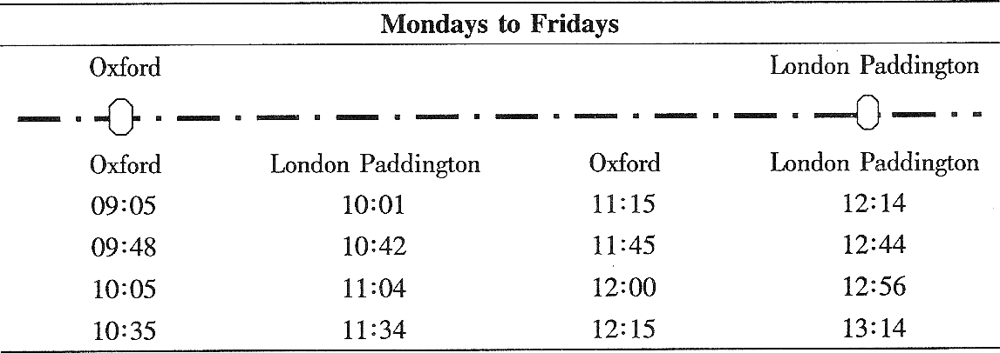 Mondays to Fridays
Oxford London Paddington
Oxford London Paddington Oxford London Paddington
09:05 10:01 11:15 12:14
09:48 10:42 11:45 12:44
10:05 11:04 12:00 12:56
10:35 11:34 12:15 13:14